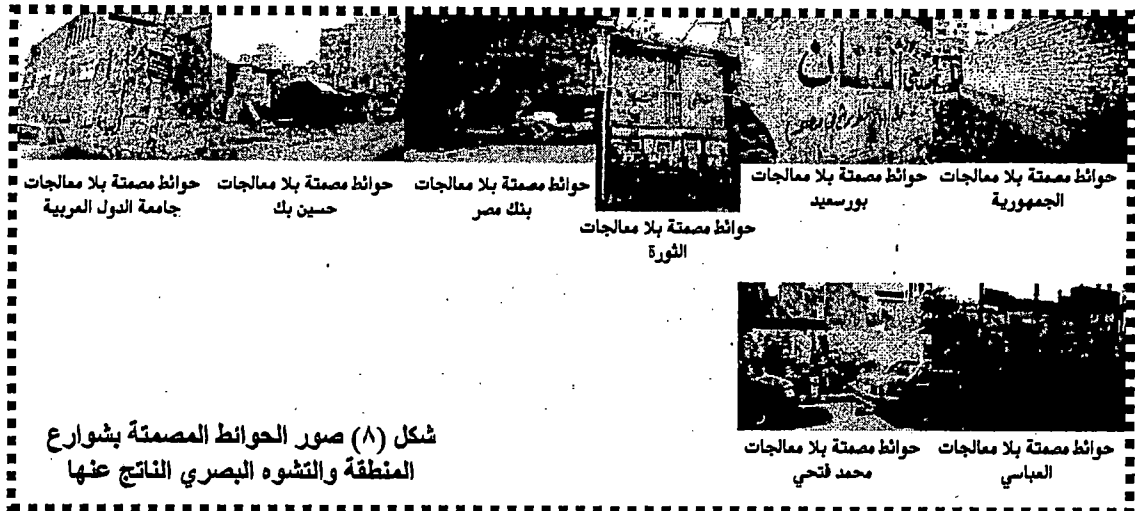 حوائط مصمتة بلا معالجات
الجمهورية
حوائط مصمتة بلا معالجات
بورسعيد
حوائط مصمتة بلا معالجات
الثورة
حوائط مصمتة بلا معالجات
بنك مصر
حوائط مصمتة بلا معالجات
حسين بك
حوائط مصمتة بلا معالجات
جامعة الدول العربية
حوائط مصمتة بلا معالجات
العباسي
حوائط مصمتة بلا معالجات
محمد فتحي
شكل (٨) صور الحوائط المصمتة بشوارع
المنطقة والتشوه البصري الناتج عنها